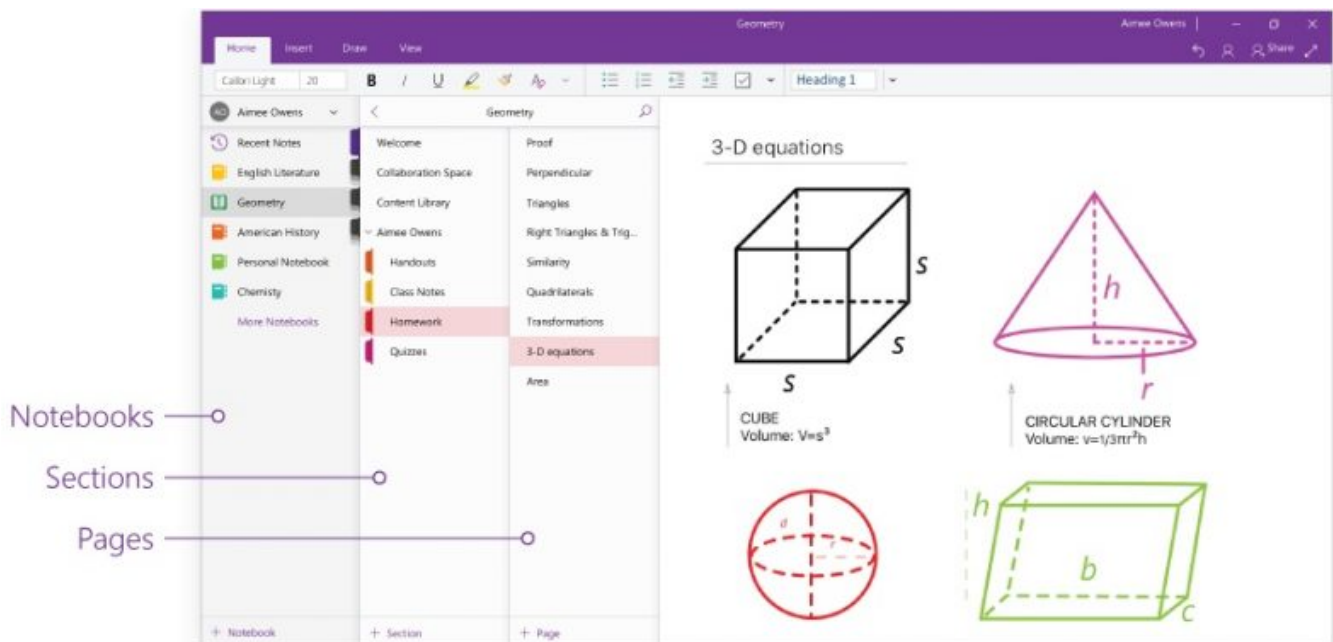 Geometry
Aimee Owens
Home Insert Draw View
Share
Calibri Light 20 B I U Heading 1
AO Aimee Owens
Geometry
Recent Notes
English Literature
Geometry
American History
Personal Notebook
Chemisty
More Notebooks
Welcome
Collaboration Space
Content Library
Aimee Owens
Handouts
Class Notes
Homework
Quizzes
Proof
Perpendicular
Triangles
Right Triangles & Trig...
Similarity
Quadrilaterals
Transformations
3-D equations
Area
Notebooks
Sections
Pages
+ Notebook
+ Section
+ Page
3-D equations
S
S
S
CUBE
Volume: V=s³
h
r
CIRCULAR CYLINDER
Volume: v=1/3πr²h
d
r
h
b
c